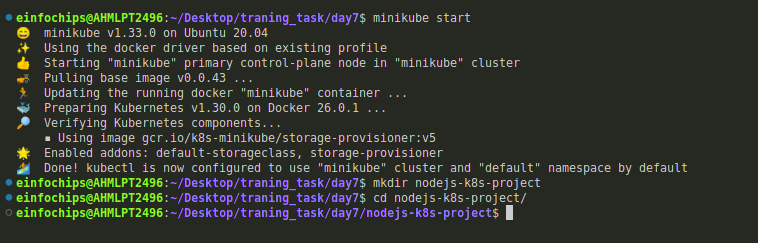 einfochips@AHMLPT2496:~/Desktop/traning_task/day7$ minikube start
😄  minikube v1.33.0 on Ubuntu 20.04
✨  Using the docker driver based on existing profile
👍  Starting "minikube" primary control-plane node in "minikube" cluster
🚜  Pulling base image v0.0.43 ...
🏃  Updating the running docker "minikube" container ...
🐳  Preparing Kubernetes v1.30.0 on Docker 26.0.1 ...
🔎  Verifying Kubernetes components...
    ▪ Using image gcr.io/k8s-minikube/storage-provisioner:v5
🌟  Enabled addons: default-storageclass, storage-provisioner
🏄  Done! kubectl is now configured to use "minikube" cluster and "default" namespace by default
einfochips@AHMLPT2496:~/Desktop/traning_task/day7$ mkdir nodejs-k8s-project
einfochips@AHMLPT2496:~/Desktop/traning_task/day7$ cd nodejs-k8s-project/
einfochips@AHMLPT2496:~/Desktop/traning_task/day7/nodejs-k8s-project$